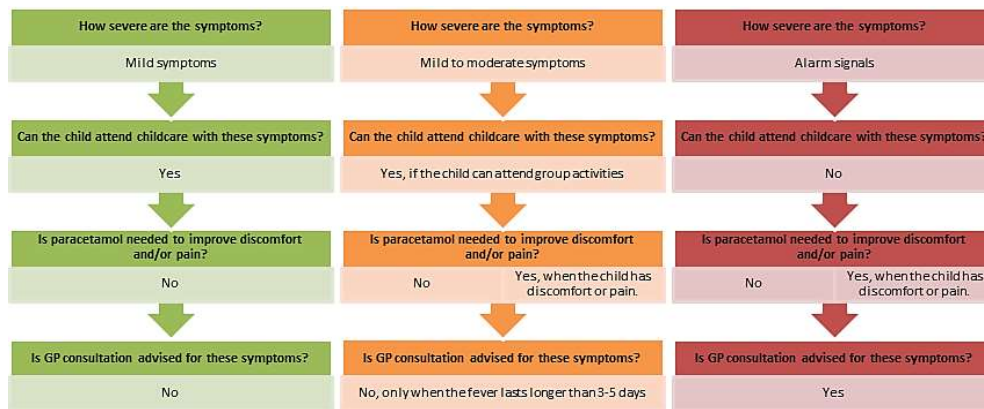 How severe are the symptoms?
Mild symptoms
Can the child attend childcare with these symptoms?
Yes
Is paracetamol needed to improve discomfort
and/or pain?
No
Is GP consultation advised for these symptoms?
No
How severe are the symptoms?
Mild to moderate symptoms
Can the child attend childcare with these symptoms?
Yes, if the child can attend group activities
Is paracetamol needed to improve discomfort
and/or pain?
No
Yes, when the child has
discomfort or pain.
Is GP consultation advised for these symptoms?
No, only when the fever lasts longer than 3-5 days
How severe are the symptoms?
Alarm signals
Can the child attend childcare with these symptoms?
No
Is paracetamol needed to improve discomfort
and/or pain?
No
Yes, when the child has
discomfort or pain.
Is GP consultation advised for these symptoms?
Yes